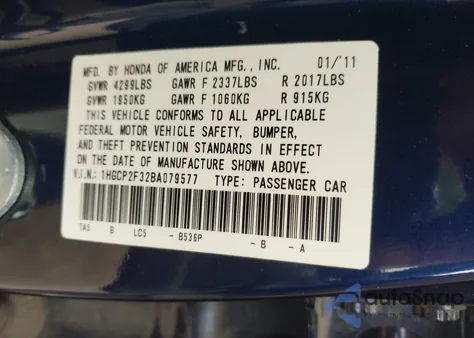 MFD. BY HONDA OF AMERICA MFG., INC. 01/'11
GVWR 4299LBS GAWR F 2337LBS R 2017LBS
GVWR 1950KG GAWR F 1060KG R 915KG
THIS VEHICLE CONFORMS TO ALL APPLICABLE
FEDERAL MOTOR VEHICLE SAFETY, BUMPER,
AND THEFT PREVENTION STANDARDS IN EFFECT
ON THE DATE OF MANUFACTURE SHOWN ABOVE.
V.I.N.: 1HGCP2F32BA079577 TYPE: PASSENGER CAR
TA5 B LC5 - B536P - B - A
autoSnap